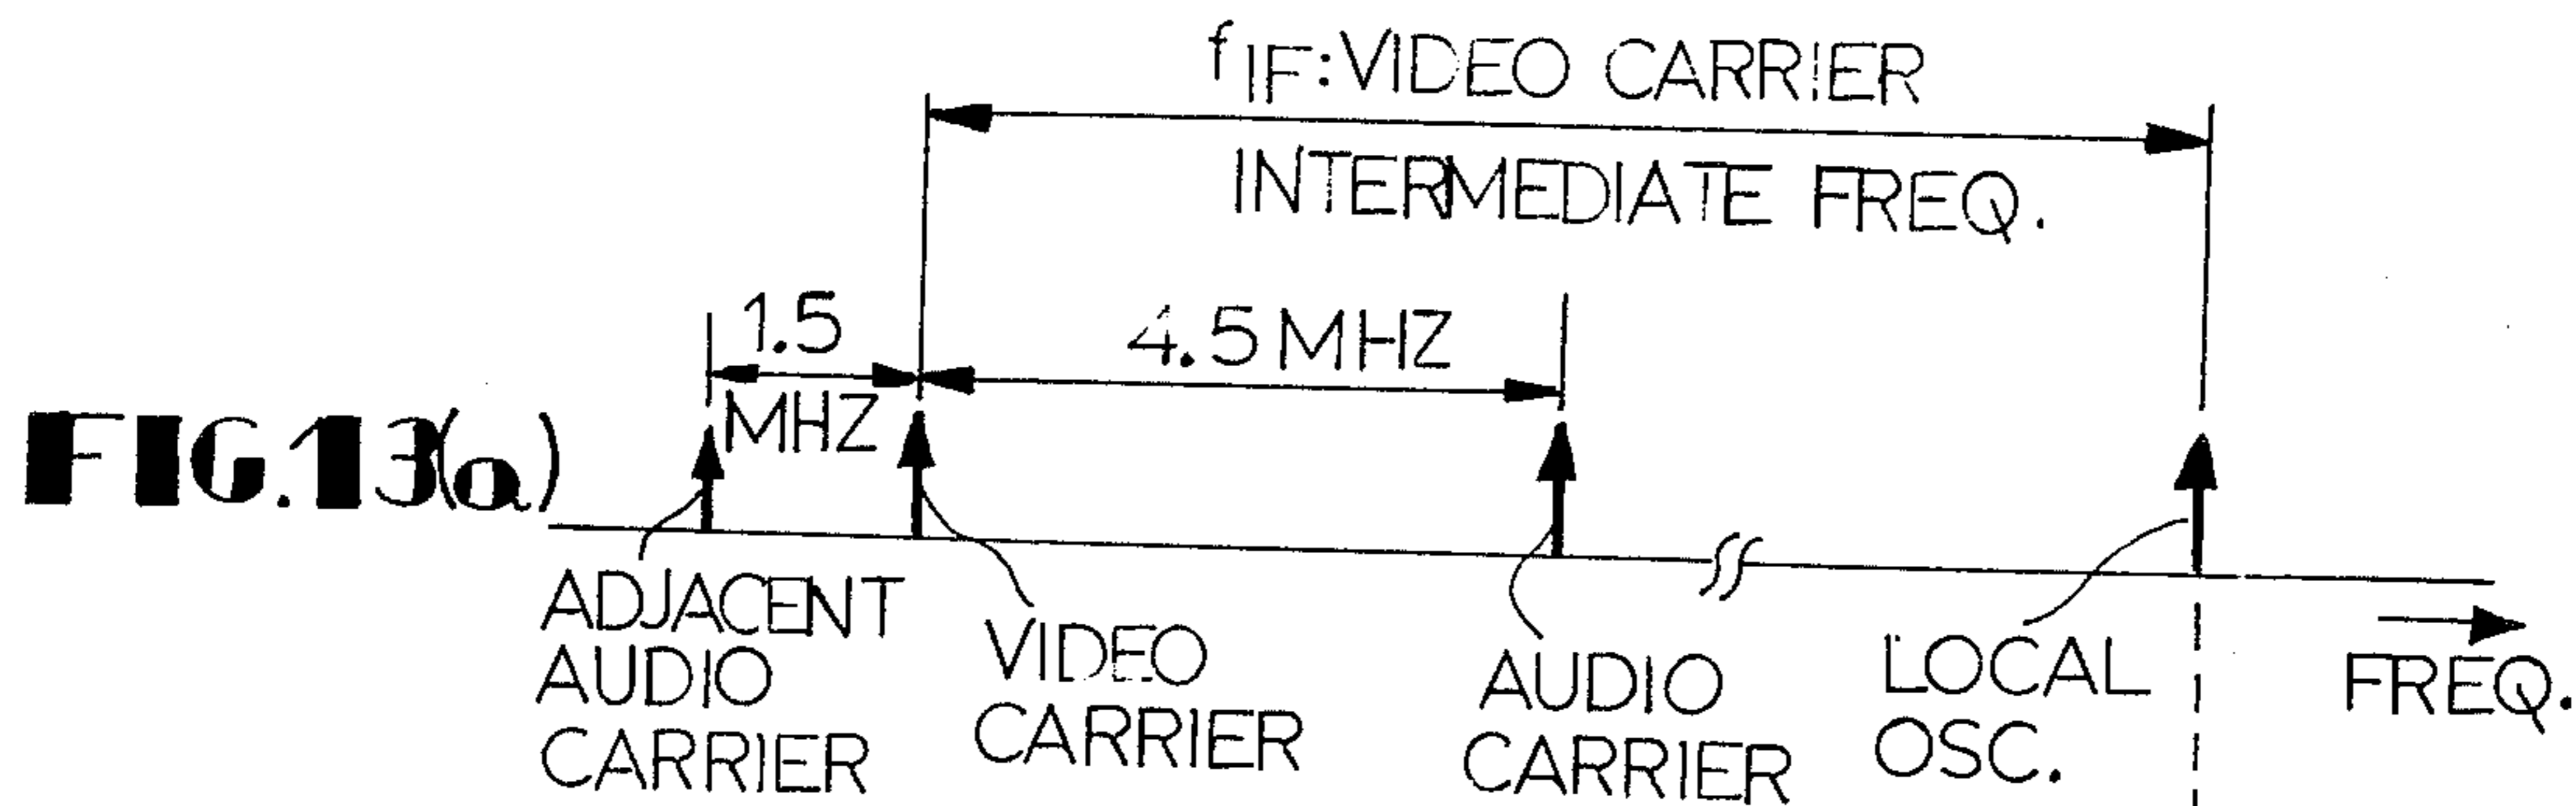 fIF: VIDEO CARRIER
INTERMEDIATE FREQ.
1.5
MHZ
4.5 MHZ
FIG. 13(a)
ADJACENT
AUDIO
CARRIER
VIDEO
CARRIER
AUDIO
CARRIER
LOCAL
OSC.
FREQ.